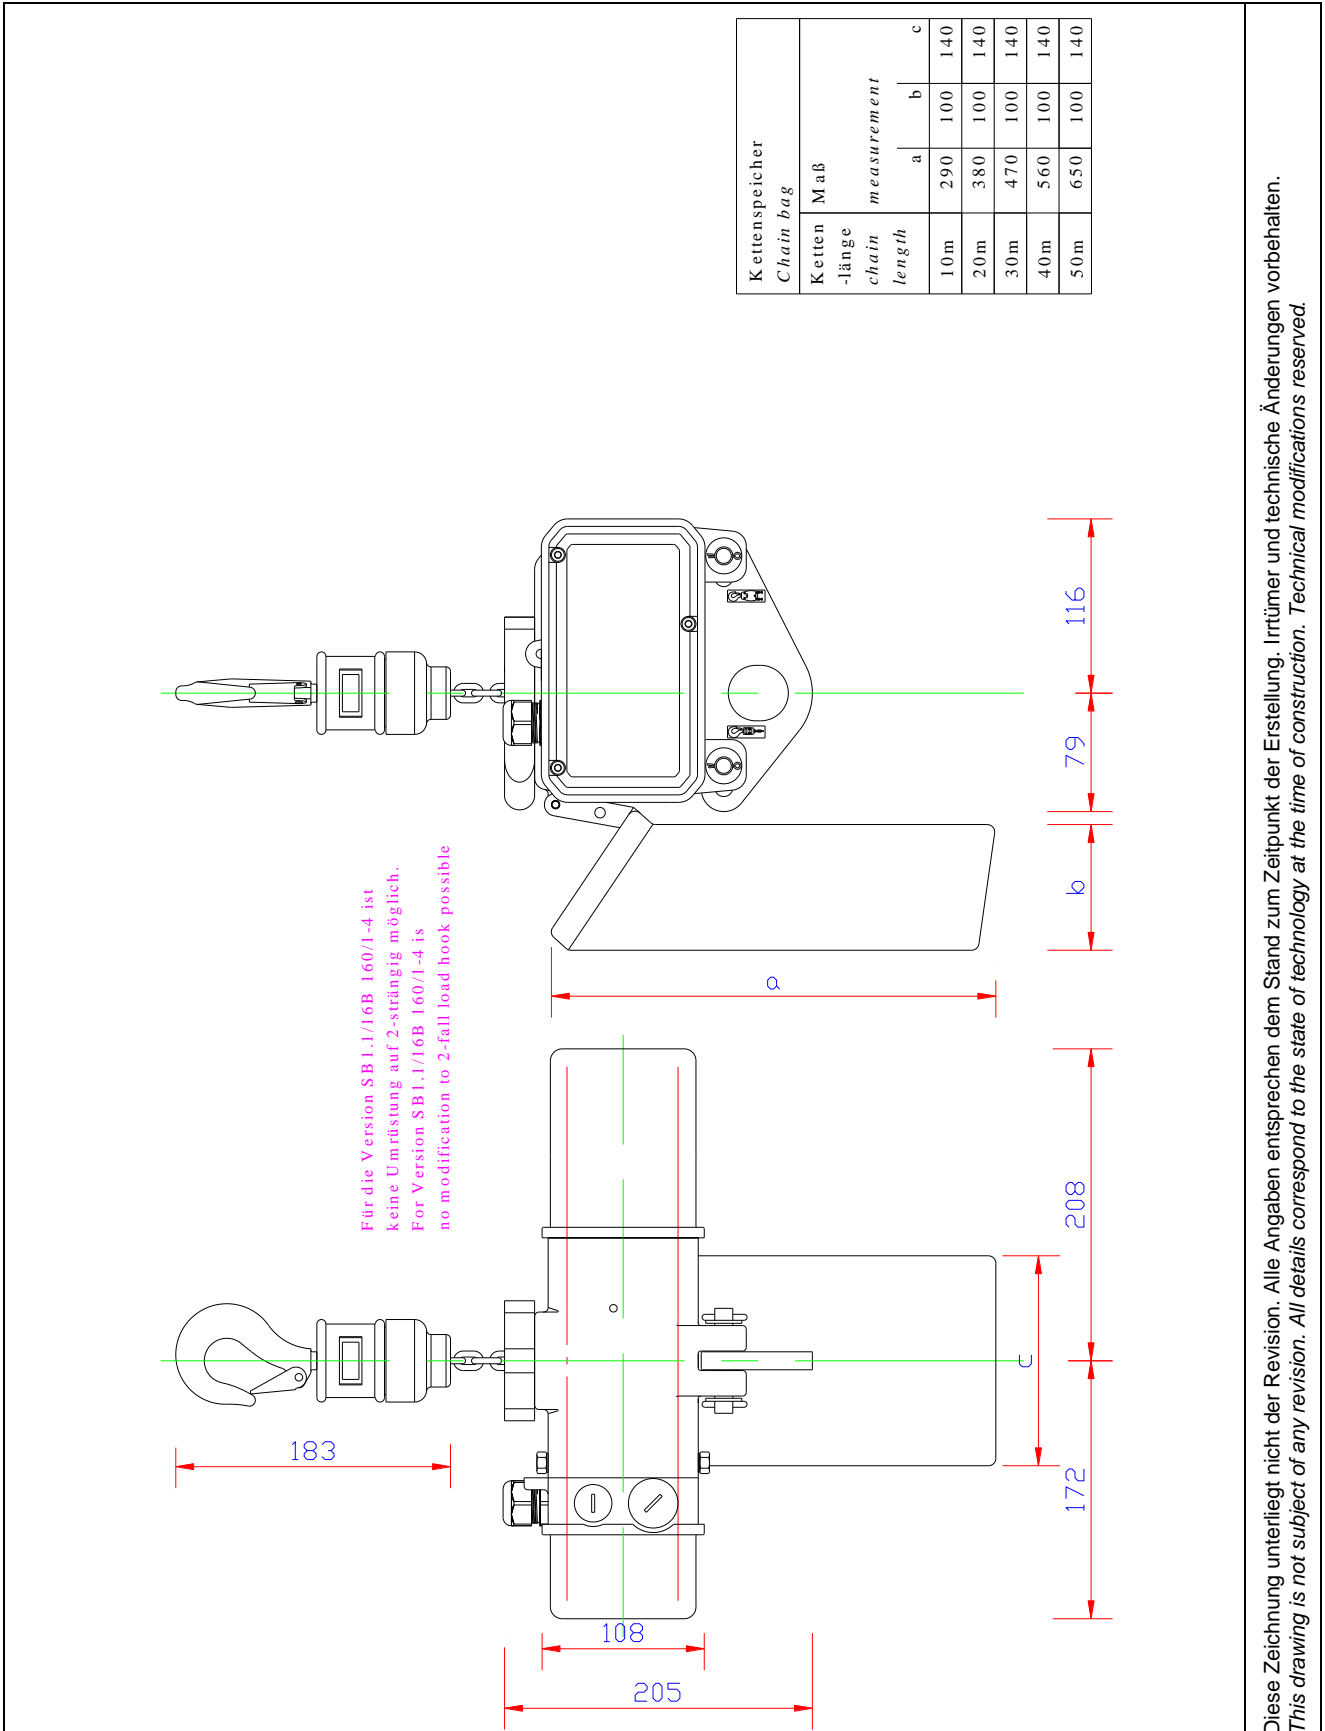 Kettenspeicher
Chain bag
Ketten Maß
-länge
chain measurement
length a b c
10m 290 100 140
20m 380 100 140
30m 470 100 140
40m 560 100 140
50m 650 100 140
Für die Version SB1.1/16B 160/1-4 ist
keine Umrüstung auf 2-strängig möglich.
For Version SB1.1/16B 160/1-4 is
no modification to 2-fall load hook possible
183
108
205
172
208
c
a
b
79
116
Diese Zeichnung unterliegt nicht der Revision. Alle Angaben entsprechen dem Stand zum Zeitpunkt der Erstellung. Irrtümer und technische Änderungen vorbehalten.
This drawing is not subject of any revision. All details correspond to the state of technology at the time of construction. Technical modifications reserved.